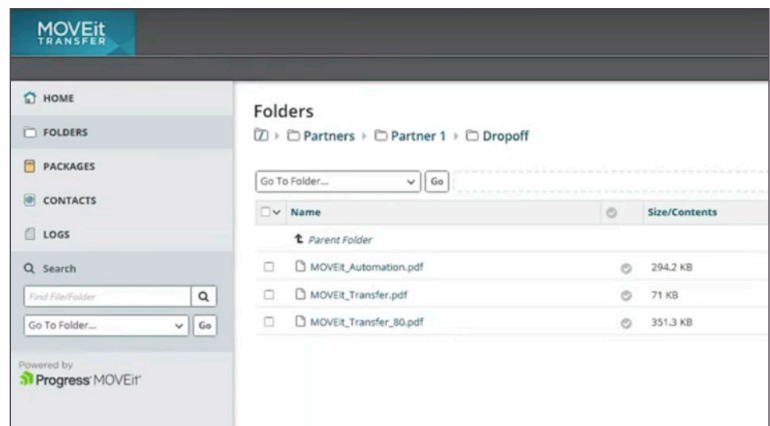 MOVEit
TRANSFER
HOME
FOLDERS
PACKAGES
CONTACTS
LOGS
Search
Find File/Folder
Go To Folder...
Go
Powered by
Progress MOVEit
Folders
Partners
Partner 1
Dropoff
Go To Folder...
Go
Name
Size/Contents
Parent Folder
MOVEit_Automation.pdf
294.2 KB
MOVEit_Transfer.pdf
71 KB
MOVEit_Transfer_80.pdf
351.3 KB